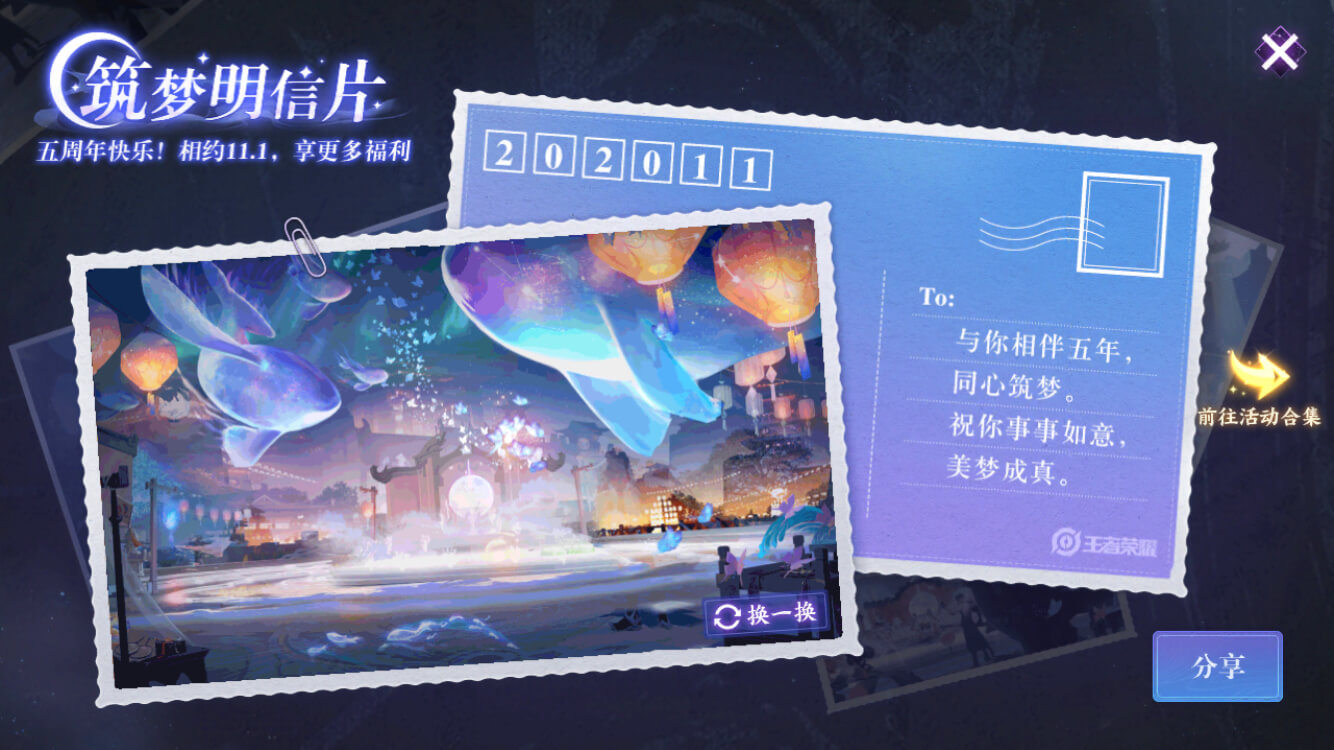 筑梦明信片
五周年快乐！相约11.1，享更多福利
202011
To:
与你相伴五年，
同心筑梦。
祝你事事如意，
美梦成真。
王者荣耀
前往活动合集
换一换
分享